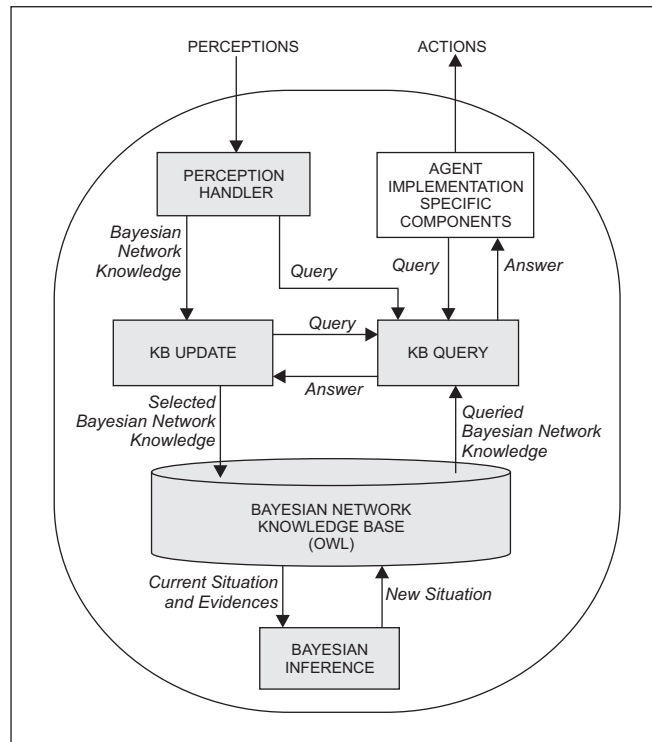 PERCEPTIONS
ACTIONS
PERCEPTION
HANDLER
AGENT
IMPLEMENTATION
SPECIFIC
COMPONENTS
Bayesian
Network
Knowledge
Query
Query
Answer
KB UPDATE
Query
KB QUERY
Answer
Selected
Bayesian Network
Knowledge
Queried
Bayesian Network
Knowledge
BAYESIAN NETWORK
KNOWLEDGE BASE
(OWL)
Current Situation
and Evidences
New Situation
BAYESIAN
INFERENCE